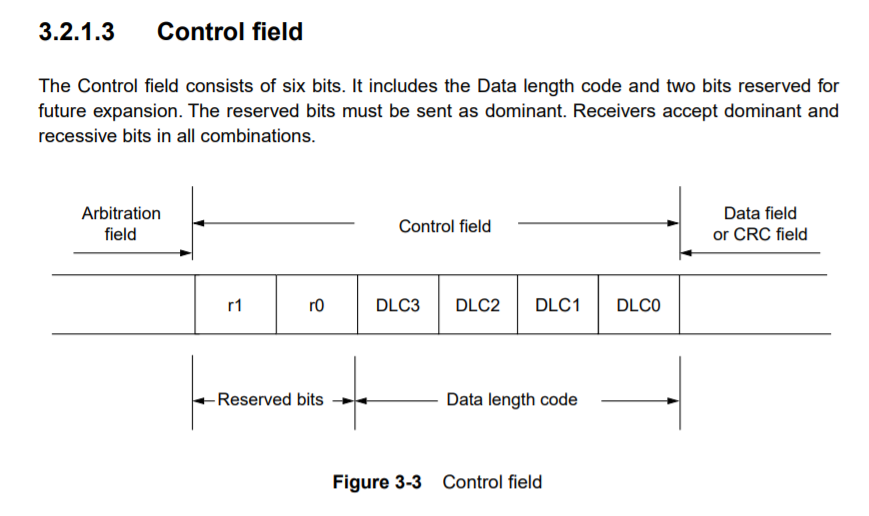 3.2.1.3 Control field
The Control field consists of six bits. It includes the Data length code and two bits reserved for
future expansion. The reserved bits must be sent as dominant. Receivers accept dominant and
recessive bits in all combinations.
Arbitration
field
Control field
Data field
or CRC field
r1 r0 DLC3 DLC2 DLC1 DLC0
Reserved bits Data length code
Figure 3-3 Control field